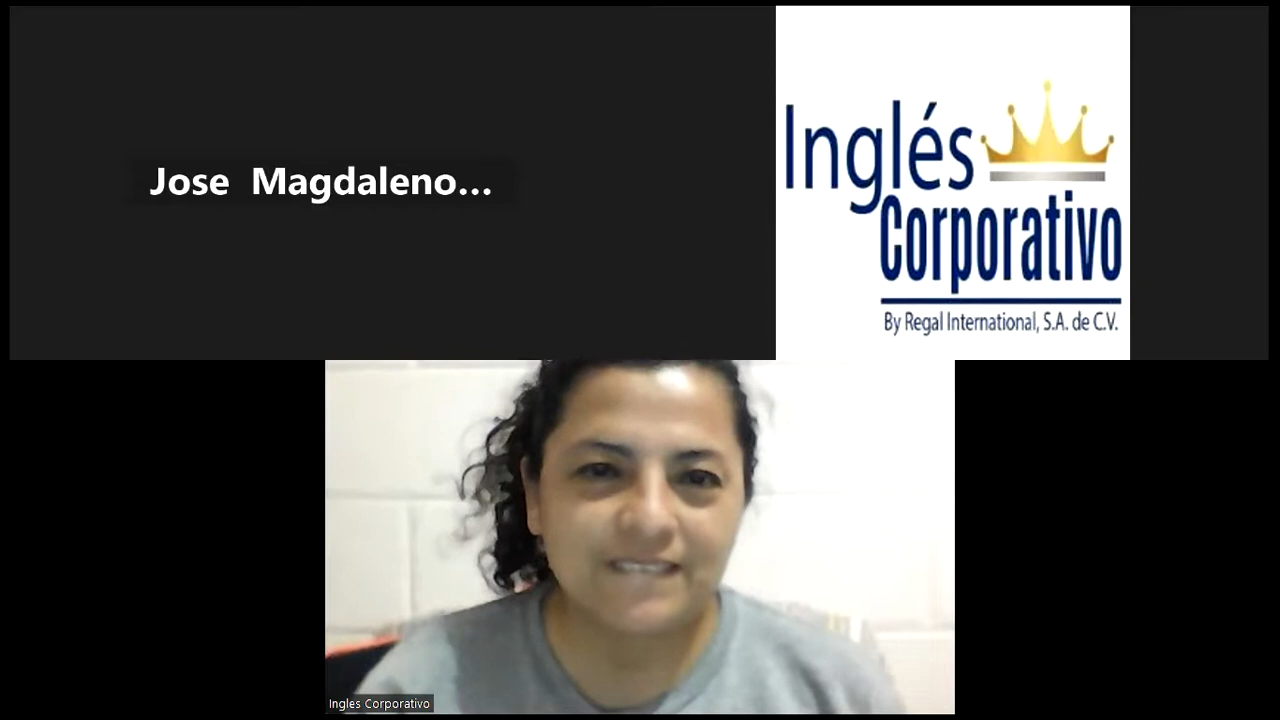 Jose Magdaleno...
Inglés
Corporativo
By Regal International, S.A. de C.V.
Ingles Corporativo